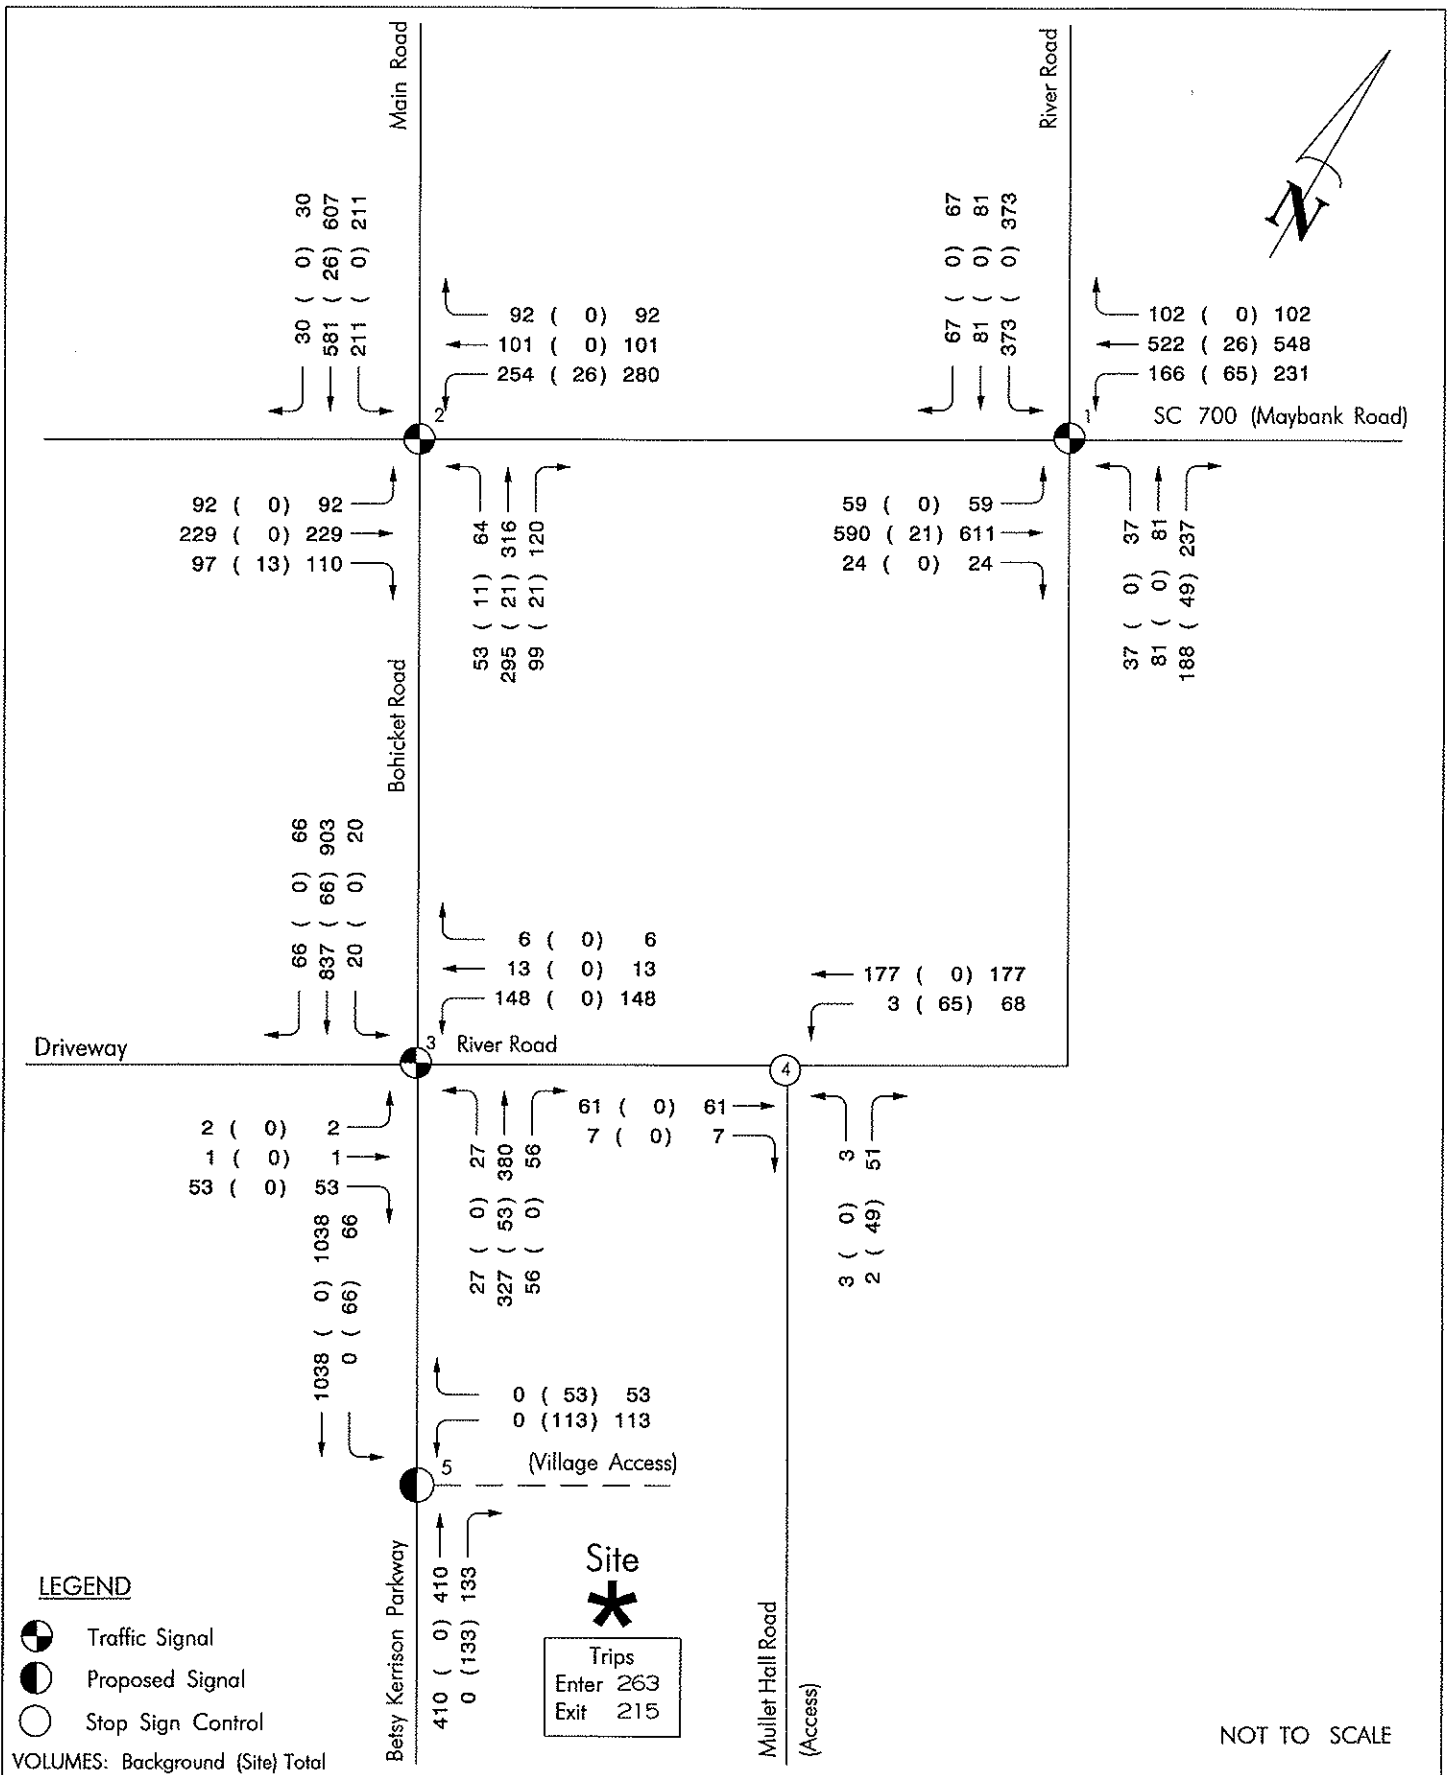 Main Road
River Road
N
30 ( 0) 30
581 ( 26) 607
211 ( 0) 211
92 ( 0) 92
101 ( 0) 101
254 ( 26) 280
67 ( 0) 67
81 ( 0) 81
373 ( 0) 373
102 ( 0) 102
522 ( 26) 548
166 ( 65) 231
2
1
SC 700 (Maybank Road)
92 ( 0) 92
229 ( 0) 229
97 ( 13) 110
53 ( 11) 64
295 ( 21) 316
99 ( 21) 120
59 ( 0) 59
590 ( 21) 611
24 ( 0) 24
37 ( 0) 37
81 ( 0) 81
188 ( 49) 237
Bohicket Road
66 ( 0) 66
837 ( 66) 903
20 ( 0) 20
6 ( 0) 6
13 ( 0) 13
148 ( 0) 148
177 ( 0) 177
3 ( 65) 68
Driveway
3
River Road
4
2 ( 0) 2
1 ( 0) 1
53 ( 0) 53
27 ( 0) 27
327 ( 53) 380
56 ( 0) 56
61 ( 0) 61
7 ( 0) 7
3 ( 0) 3
2 ( 49) 51
1038 ( 0) 1038
0 ( 66) 66
0 ( 53) 53
0 (113) 113
5
(Village Access)
Betsy Kerrison Parkway
410 ( 0) 410
0 (133) 133
Site
*
Trips
Enter 263
Exit 215
Mullet Hall Road
(Access)
LEGEND
Traffic Signal
Proposed Signal
Stop Sign Control
VOLUMES: Background (Site) Total
NOT TO SCALE